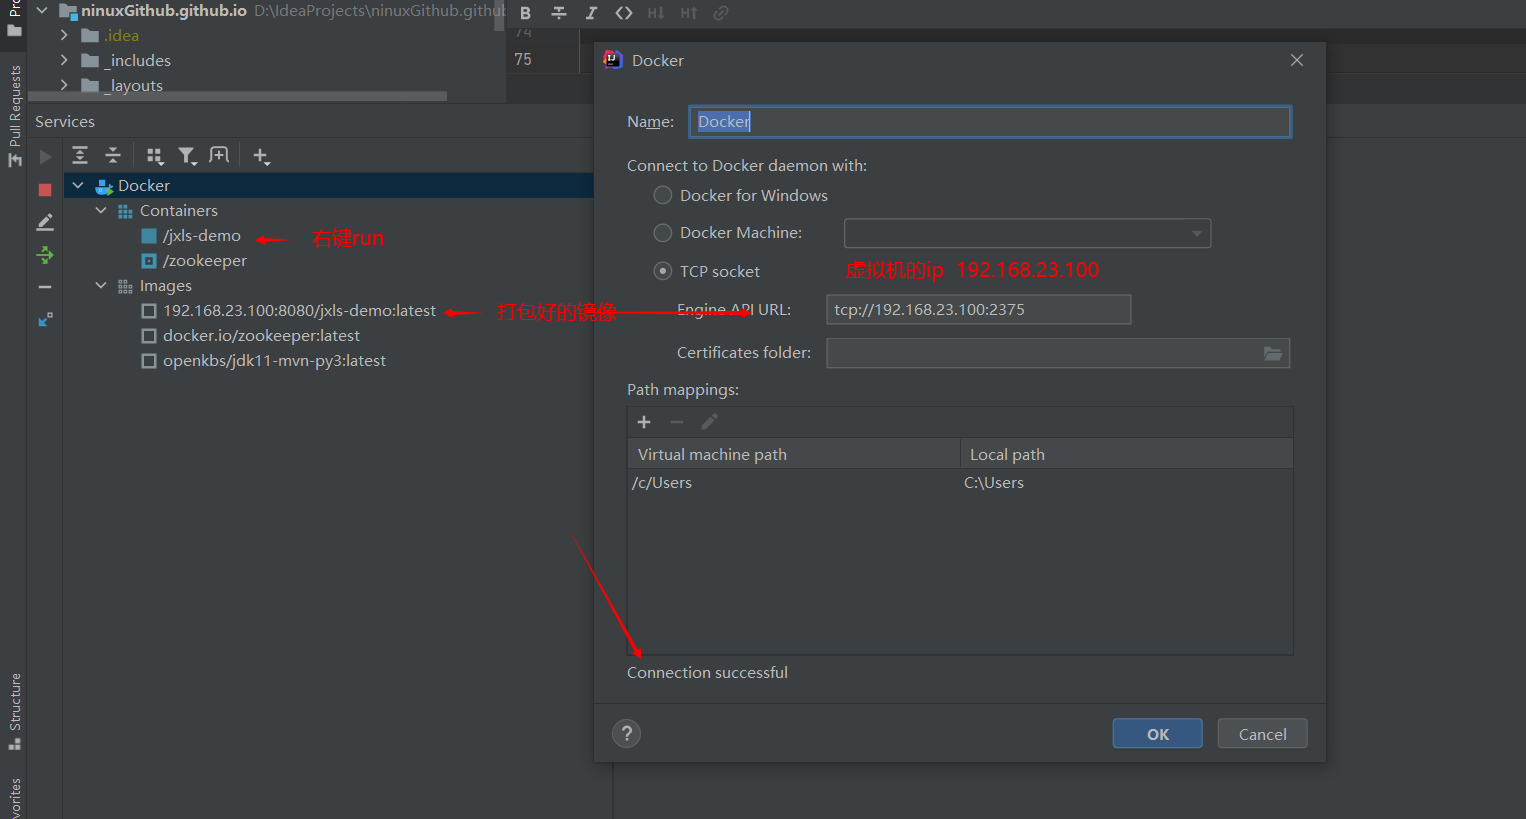 Pro
Pull Requests
Structure
vorites
ninuxGithub.github.io D:\IdeaProjects\ninuxGithub.githul
.idea
_includes
_layouts
B I H↓ H↑
74
75
Services
Docker
Containers
/jxls-demo
右键run
/zookeeper
Images
192.168.23.100:8080/jxls-demo:latest
打包好的镜像
docker.io/zookeeper:latest
openkbs/jdk11-mvn-py3:latest
Docker
Name: Docker
Connect to Docker daemon with:
Docker for Windows
Docker Machine:
TCP socket
虚拟机的ip 192.168.23.100
Engine API URL: tcp://192.168.23.100:2375
Certificates folder:
Path mappings:
Virtual machine path Local path
/c/Users C:\Users
Connection successful
?
OK Cancel